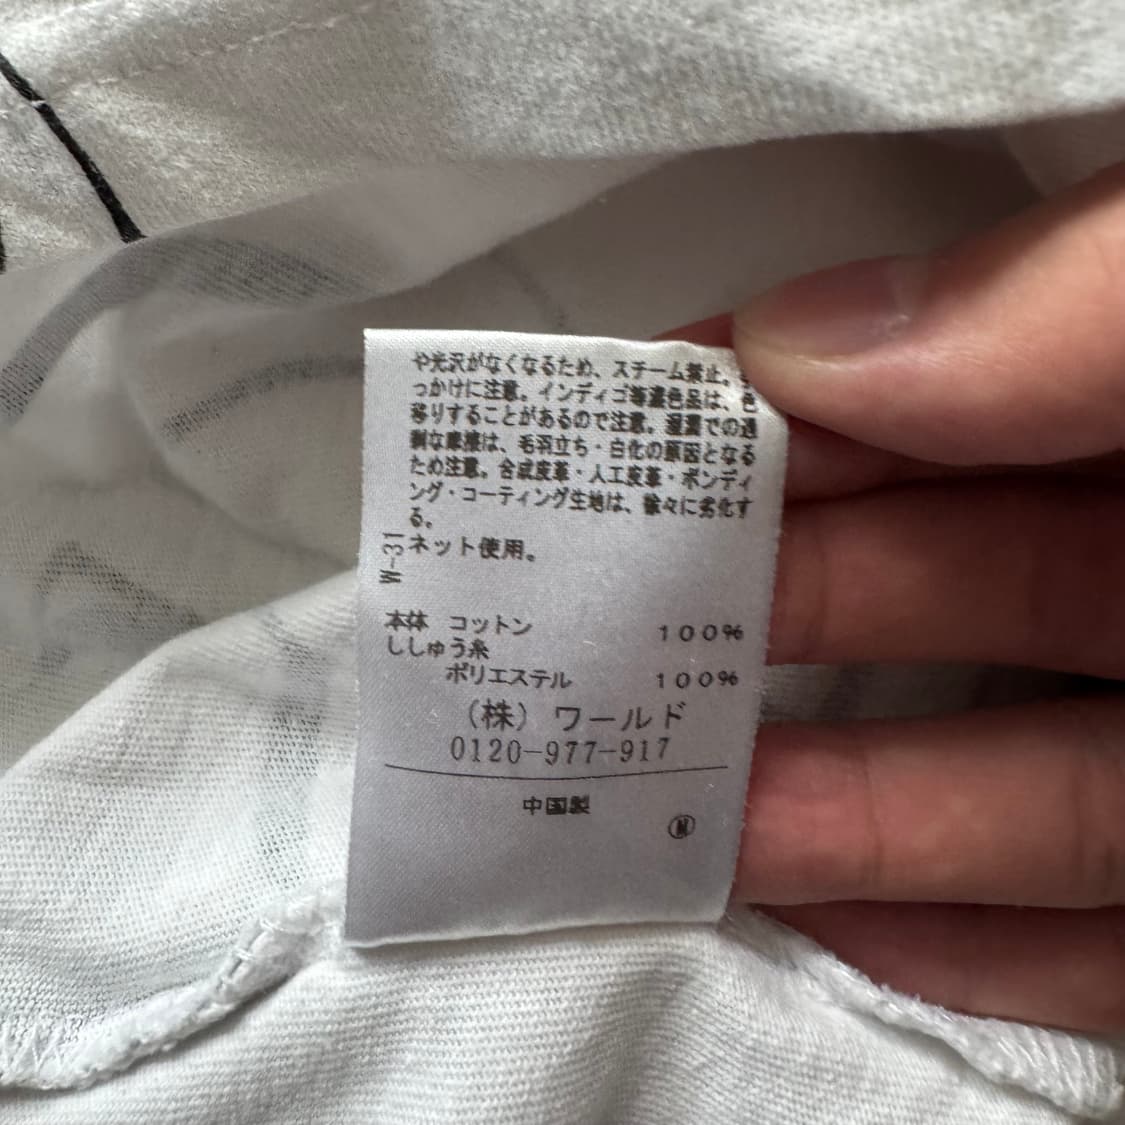 や光沢がなくなるため、スチーム禁止。
っかけに注意。インディゴ等濃色品は、色
移りすることがあるので注意。湿潤での過
剰な摩擦は、毛羽立ち・白化の原因となる
ため注意。合成皮革・人工皮革・ボンディ
ング・コーティング生地は、徐々に劣化す
る。
W-31
ネット使用。
本体 コットン 100%
ししゅう糸
ポリエステル 100%
(株)ワールド
0120-977-917
中国製
Ⓜ